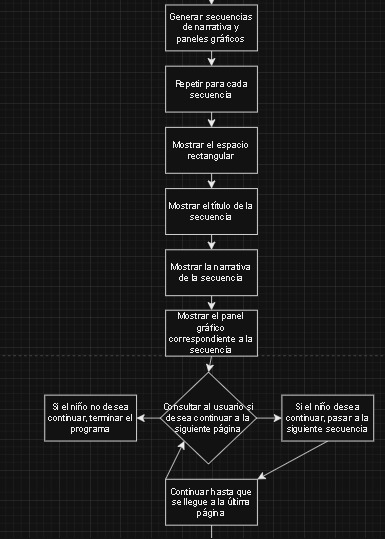 Generar secuencias
de narrativa y
paneles gráficos
Repetir para cada
secuencia
Mostrar el espacio
rectangular
Mostrar el título de la
secuencia
Mostrar la narrativa
de la secuencia
Mostrar el panel
gráfico
correspondiente a la
secuencia
Consultar al usuario si
desea continuar a la
siguiente página
Si el niño no desea
continuar, terminar el
programa
Si el niño desea
continuar, pasar a la
siguiente secuencia
Continuar hasta que
se llegue a la última
página